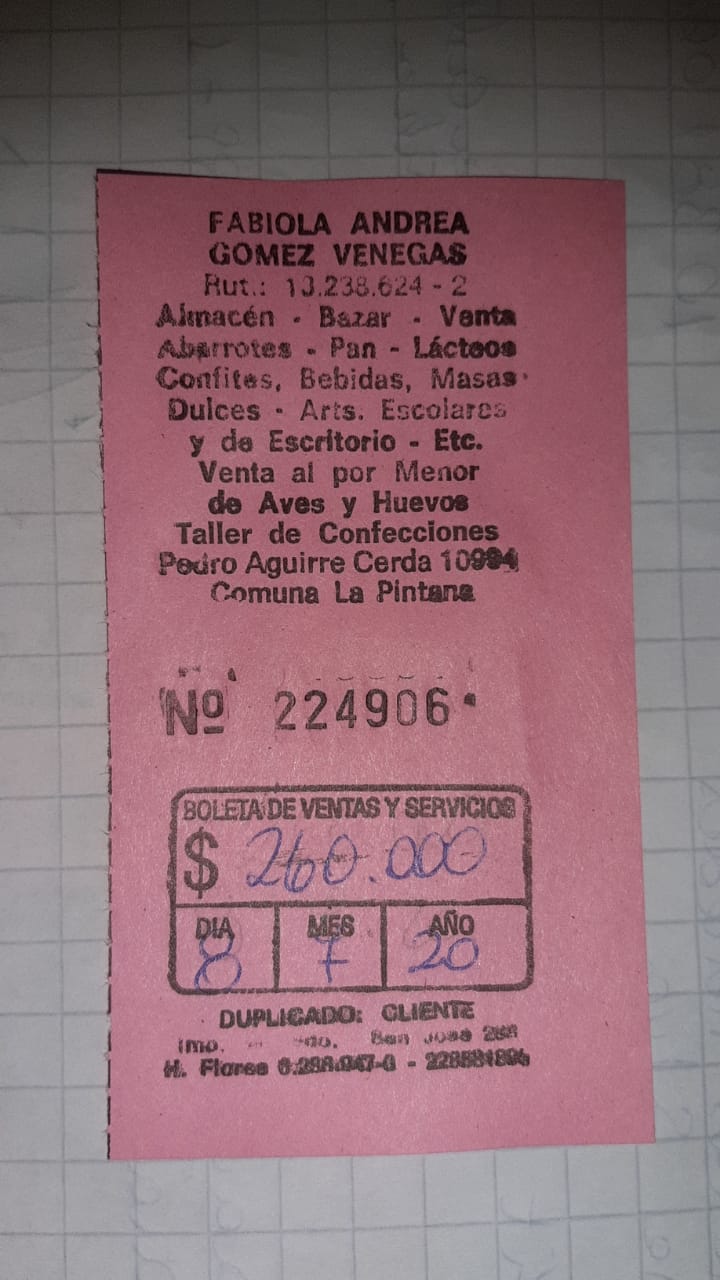 FABIOLA ANDREA
GOMEZ VENEGAS
Rut.: 13.238.624 - 2
Almacén - Bazar - Venta
Abarrotes - Pan - Lácteos
Confites, Bebidas, Masas
Dulces - Arts. Escolares
y de Escritorio - Etc.
Venta al por Menor
de Aves y Huevos
Taller de Confecciones
Pedro Aguirre Cerda 10994
Comuna La Pintana
Nº 224906
BOLETA DE VENTAS Y SERVICIOS
$ 260.000
DIA MES AÑO
8 7 20
DUPLICADO: CLIENTE
Imp. San José
H. Flores